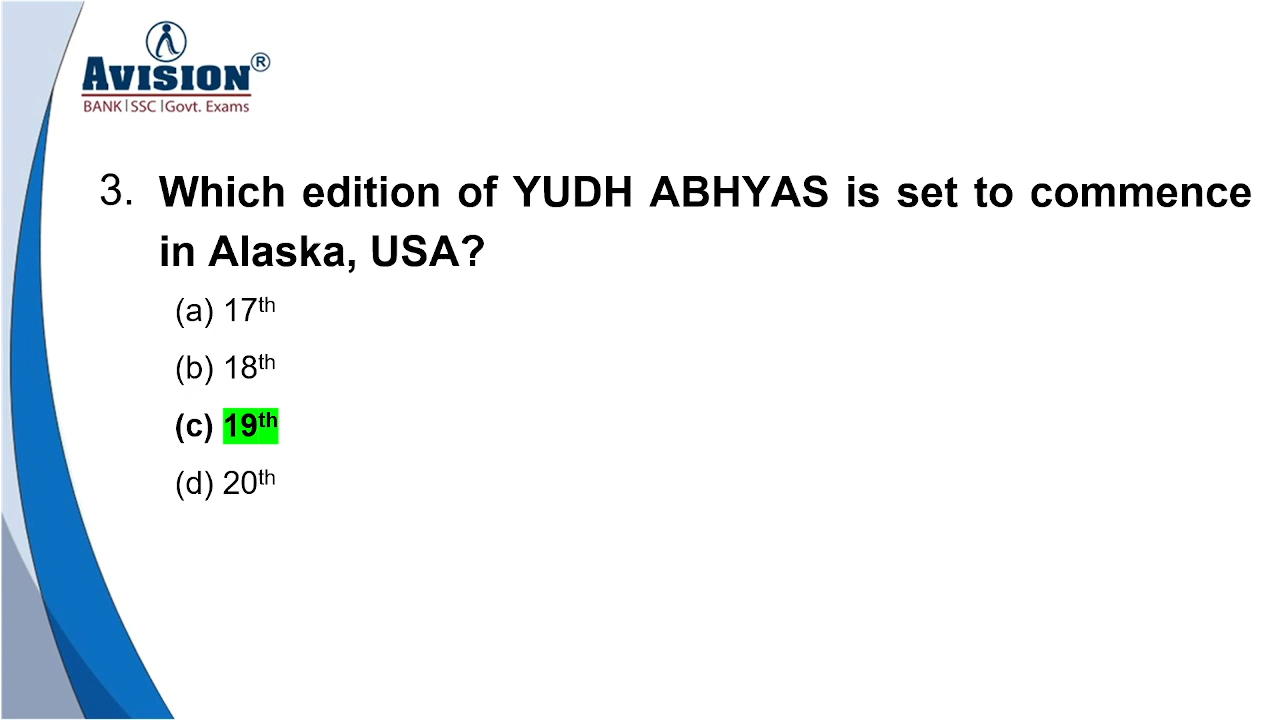 AVISION®
BANK|SSC|Govt. Exams
3. Which edition of YUDH ABHYAS is set to commence
in Alaska, USA?
(a) 17th
(b) 18th
(c) 19th
(d) 20th